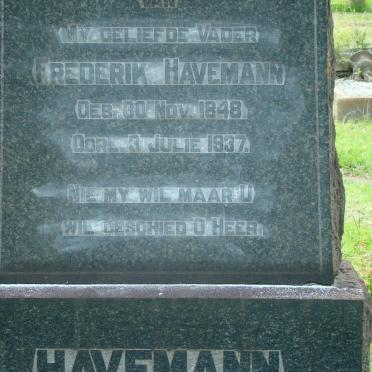 VAN
MY GELIEFDE VADER
FREDERIK HAVEMANN
GEB. 30 NOV. 1848
OORL. 3 JULIE 1937.
NIE MY WIL MAAR U
WIL GESCHIED O HEER.
HAVEMANN